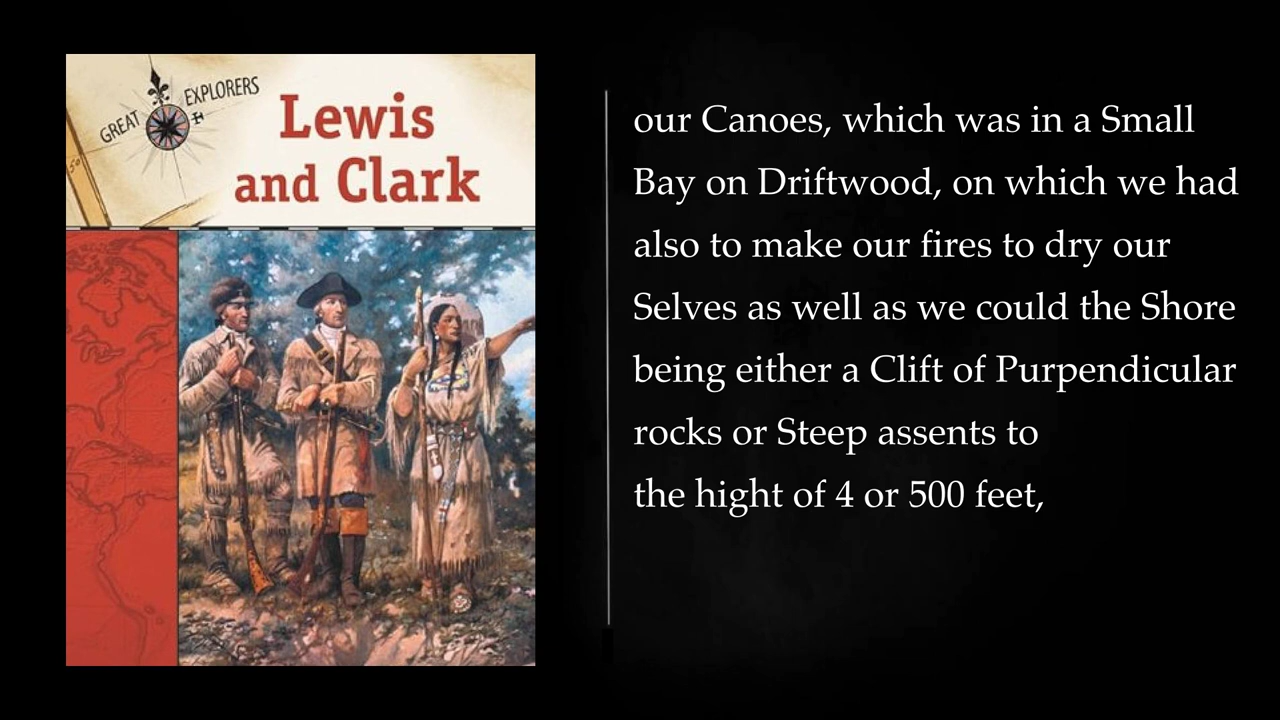 GREAT EXPLORERS
Lewis
and Clark
50
our Canoes, which was in a Small
Bay on Driftwood, on which we had
also to make our fires to dry our
Selves as well as we could the Shore
being either a Clift of Purpendicular
rocks or Steep assents to
the hight of 4 or 500 feet,